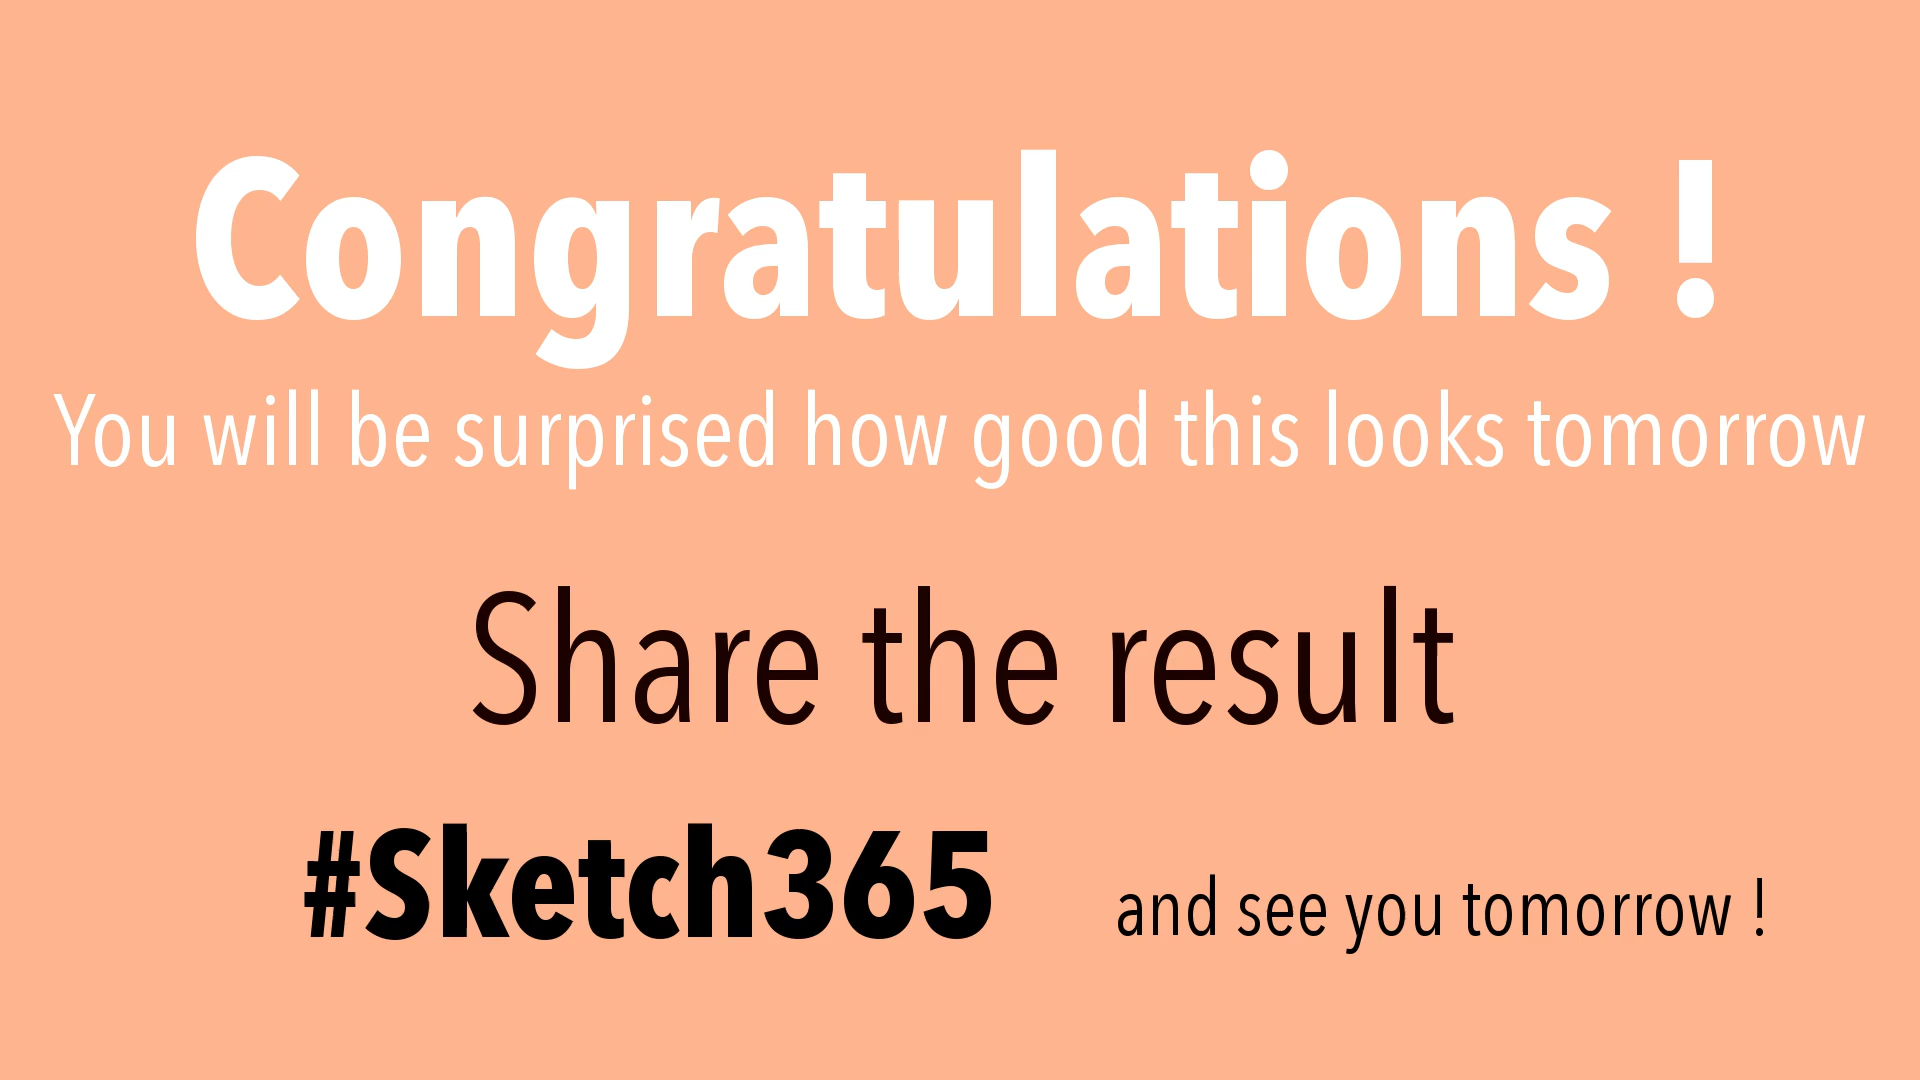 Congratulations !
You will be surprised how good this looks tomorrow
Share the result
#Sketch365 and see you tomorrow !